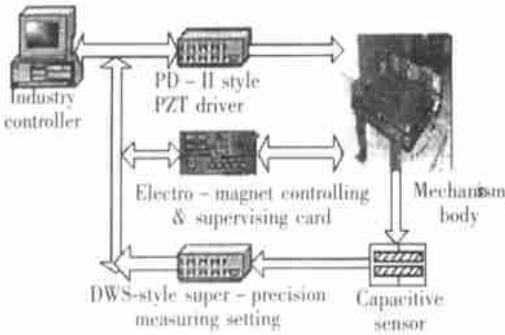 Industry
controller
PD - II style
PZT driver
Electro - magnet controlling
& supervising card
Mechanism
body
DWS-style super - precision
measuring setting
Capacitive
sensor